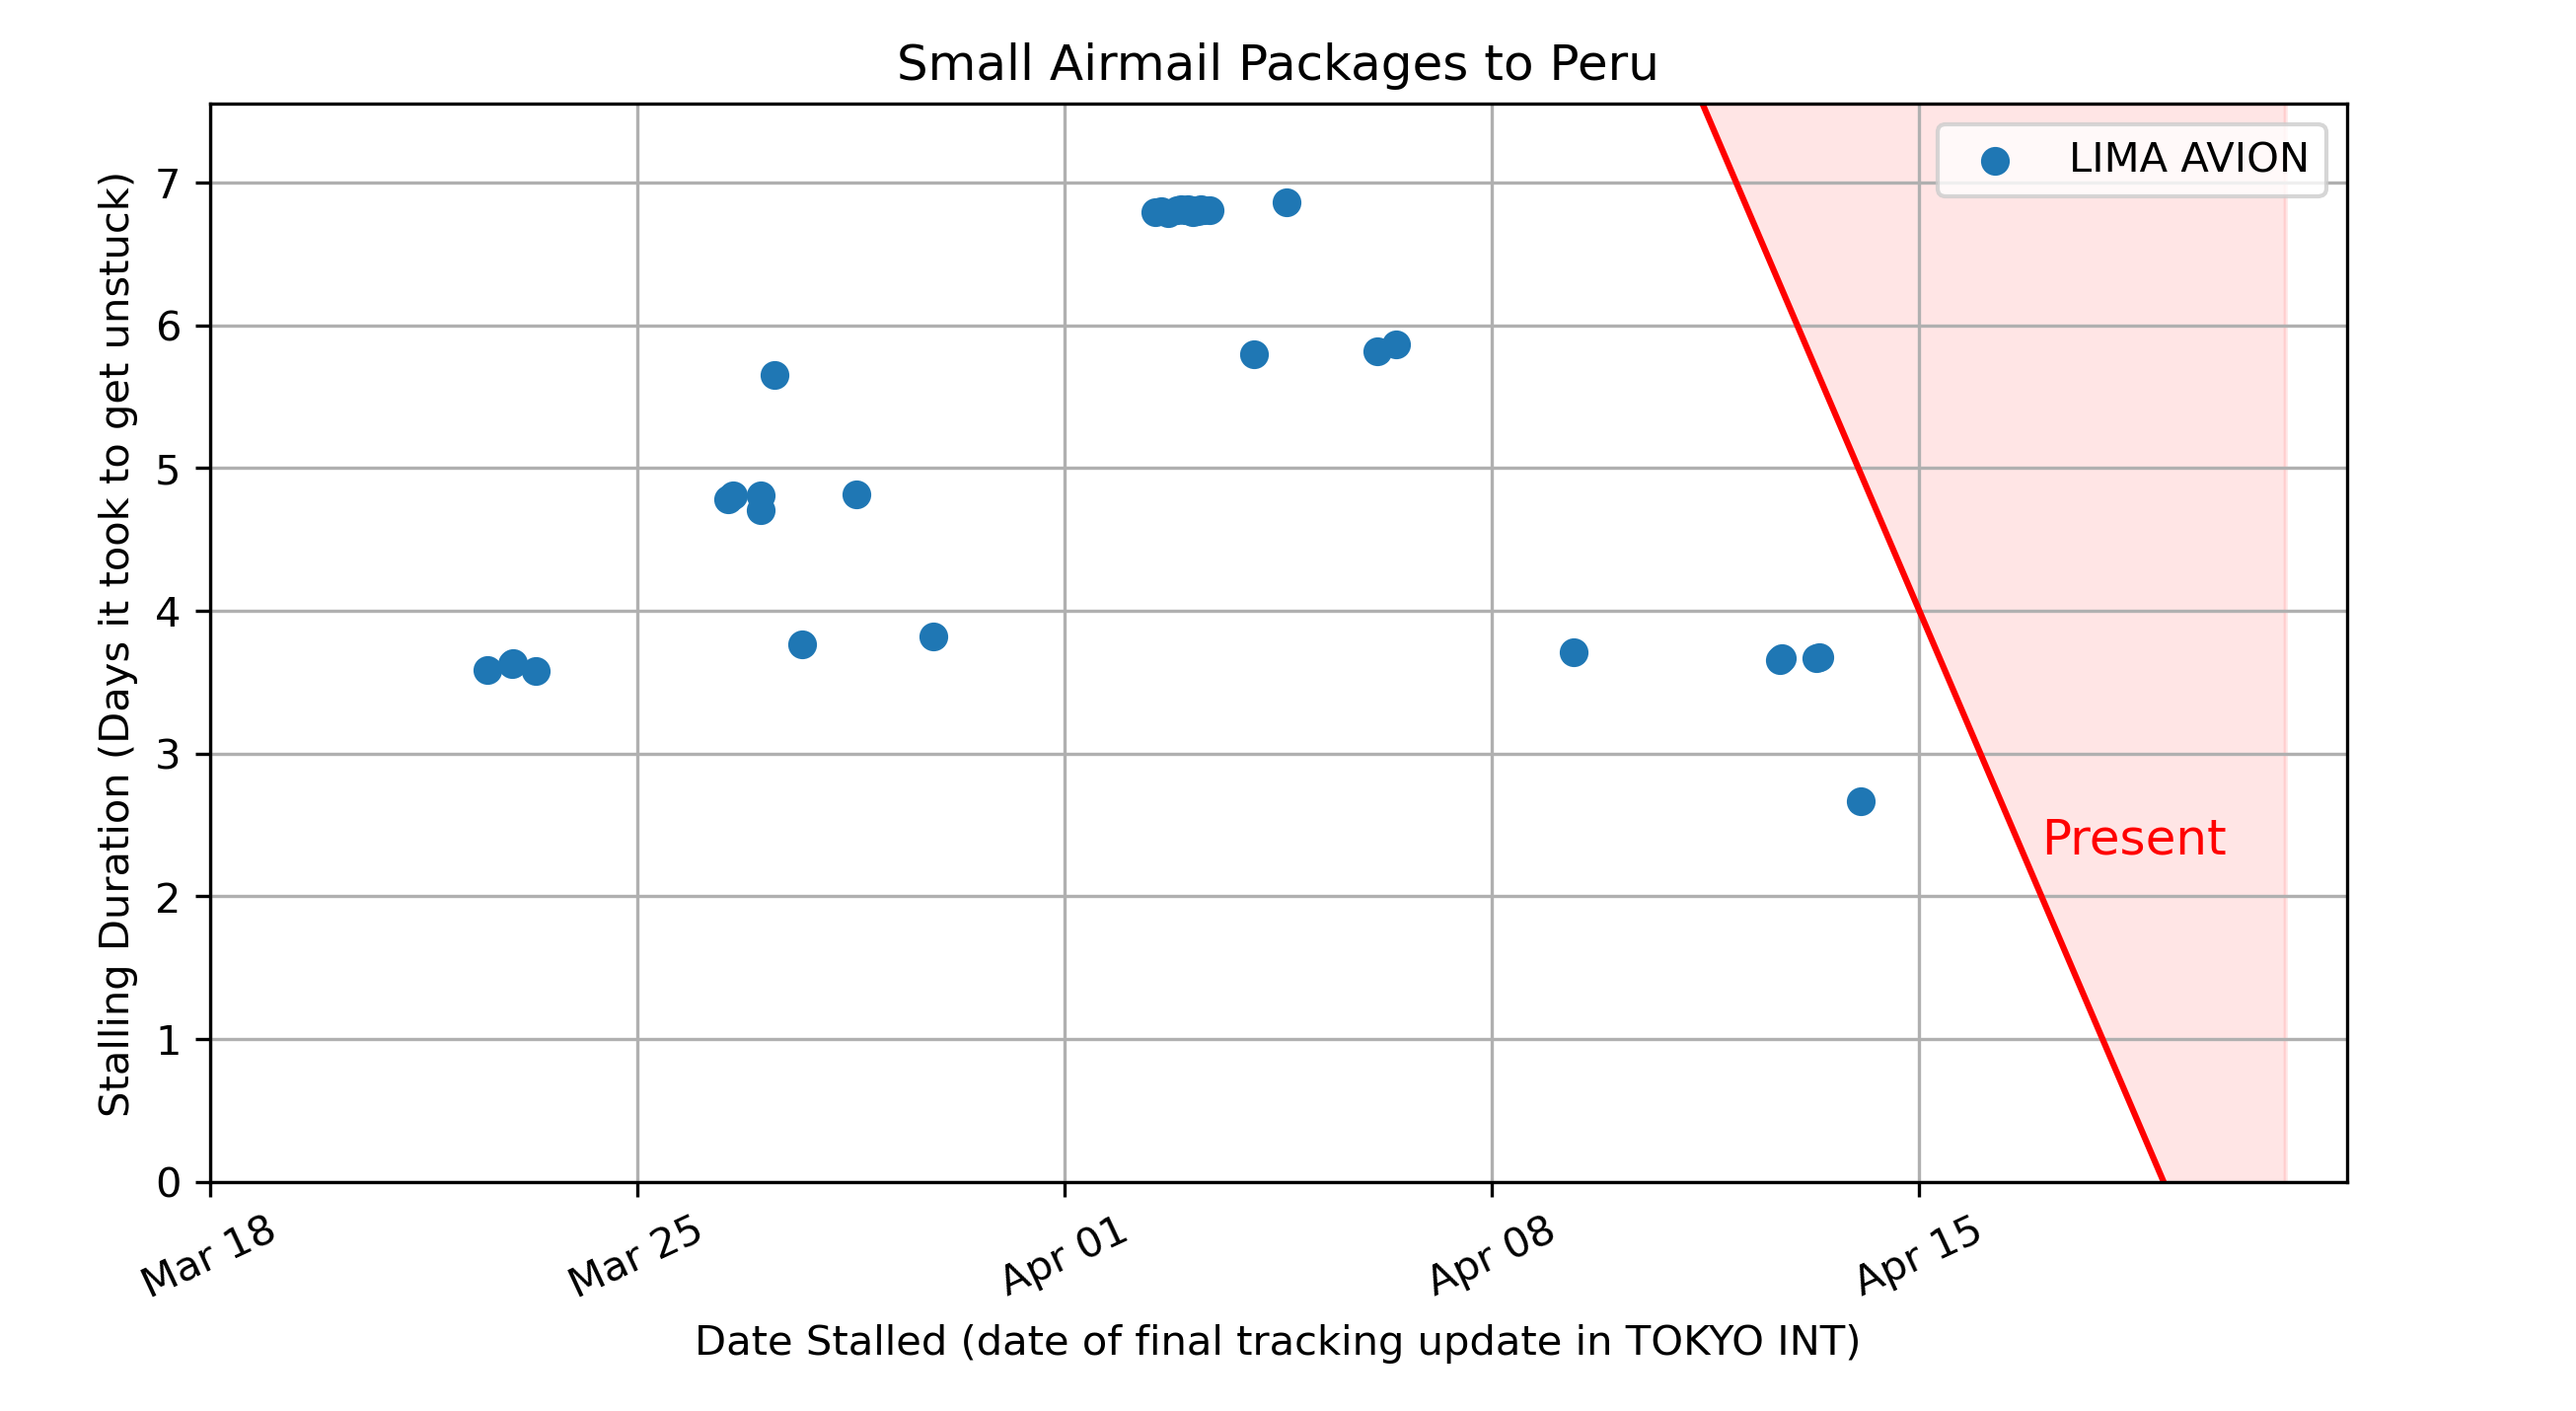 Small Airmail Packages to Peru
LIMA AVION
Stalling Duration (Days it took to get unstuck)
7
6
5
4
3
2
1
0
Present
Mar 18
Mar 25
Apr 01
Apr 08
Apr 15
Date Stalled (date of final tracking update in TOKYO INT)